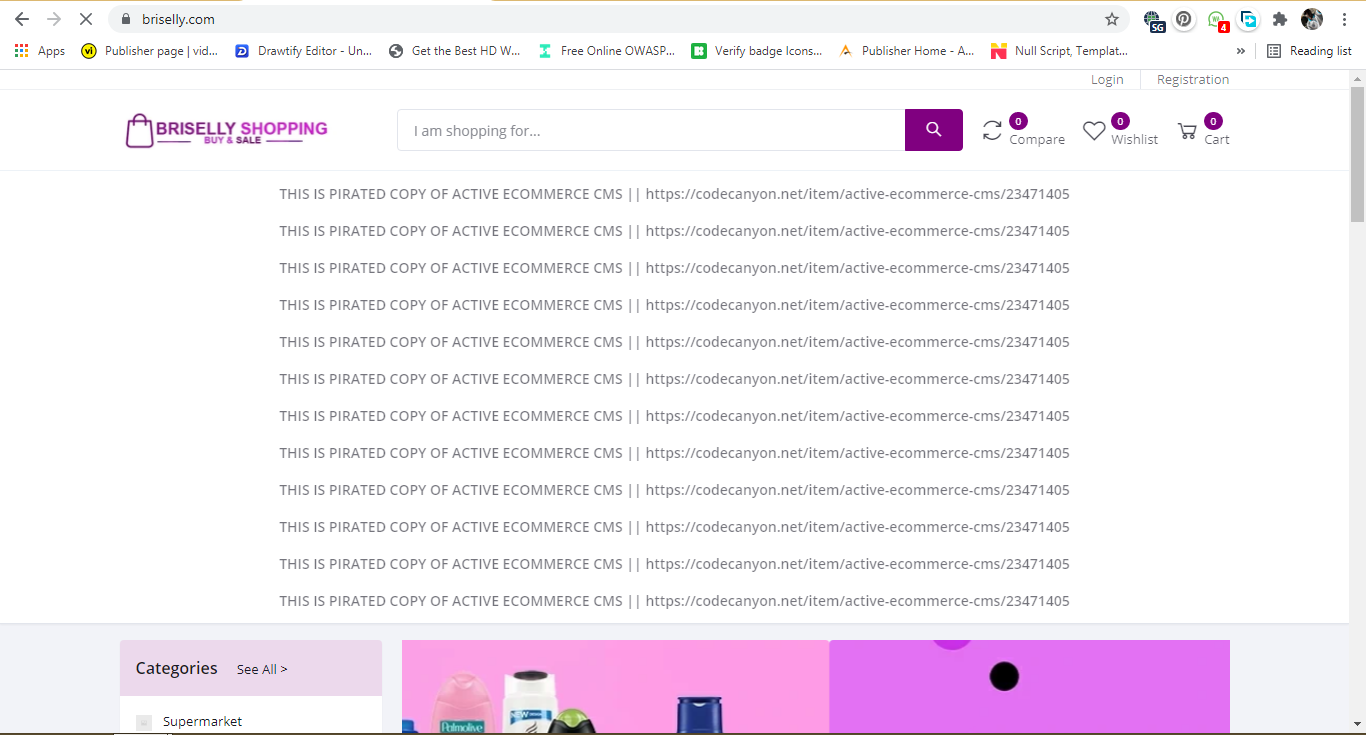 briselly.com
SG
4
Apps
Publisher page | vid...
Drawtify Editor - Un...
Get the Best HD W...
Free Online OWASP...
Verify badge Icons...
Publisher Home - A...
Null Script, Templat...
»
Reading list
Login
Registration
BRISELLY SHOPPING
BUY & SALE
I am shopping for...
0
Compare
0
Wishlist
0
Cart
THIS IS PIRATED COPY OF ACTIVE ECOMMERCE CMS || https://codecanyon.net/item/active-ecommerce-cms/23471405
THIS IS PIRATED COPY OF ACTIVE ECOMMERCE CMS || https://codecanyon.net/item/active-ecommerce-cms/23471405
THIS IS PIRATED COPY OF ACTIVE ECOMMERCE CMS || https://codecanyon.net/item/active-ecommerce-cms/23471405
THIS IS PIRATED COPY OF ACTIVE ECOMMERCE CMS || https://codecanyon.net/item/active-ecommerce-cms/23471405
THIS IS PIRATED COPY OF ACTIVE ECOMMERCE CMS || https://codecanyon.net/item/active-ecommerce-cms/23471405
THIS IS PIRATED COPY OF ACTIVE ECOMMERCE CMS || https://codecanyon.net/item/active-ecommerce-cms/23471405
THIS IS PIRATED COPY OF ACTIVE ECOMMERCE CMS || https://codecanyon.net/item/active-ecommerce-cms/23471405
THIS IS PIRATED COPY OF ACTIVE ECOMMERCE CMS || https://codecanyon.net/item/active-ecommerce-cms/23471405
THIS IS PIRATED COPY OF ACTIVE ECOMMERCE CMS || https://codecanyon.net/item/active-ecommerce-cms/23471405
THIS IS PIRATED COPY OF ACTIVE ECOMMERCE CMS || https://codecanyon.net/item/active-ecommerce-cms/23471405
THIS IS PIRATED COPY OF ACTIVE ECOMMERCE CMS || https://codecanyon.net/item/active-ecommerce-cms/23471405
THIS IS PIRATED COPY OF ACTIVE ECOMMERCE CMS || https://codecanyon.net/item/active-ecommerce-cms/23471405
Categories See All >
Supermarket
Palmolive